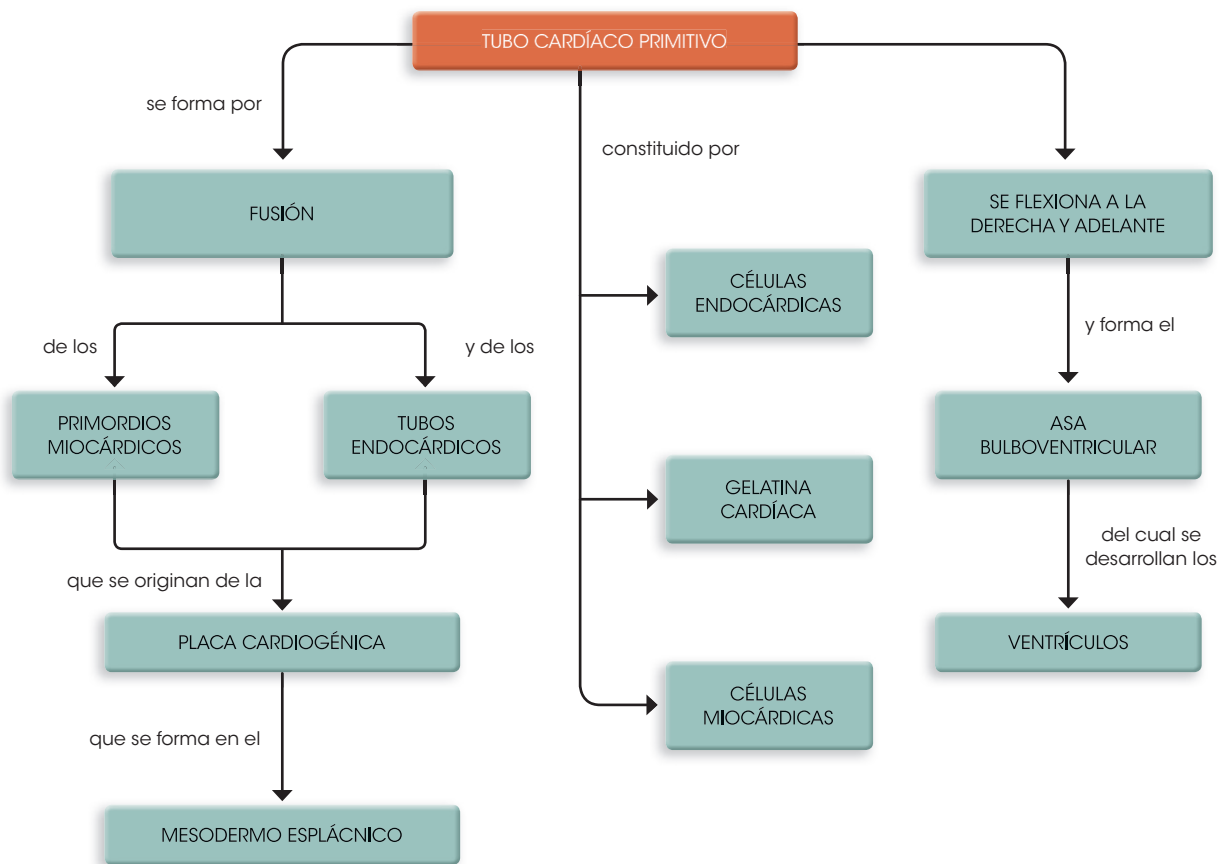 TUBO CARDÍACO PRIMITIVO
se forma por
FUSIÓN
de los
y de los
PRIMORDIOS
MIOCÁRDICOS
TUBOS
ENDOCÁRDICOS
que se originan de la
PLACA CARDIOGÉNICA
que se forma en el
MESODERMO ESPLÁCNICO
constituido por
CÉLULAS
ENDOCÁRDICAS
GELATINA
CARDÍACA
CÉLULAS
MIOCÁRDICAS
SE FLEXIONA A LA
DERECHA Y ADELANTE
y forma el
ASA
BULBOVENTRICULAR
del cual se
desarrollan los
VENTRÍCULOS